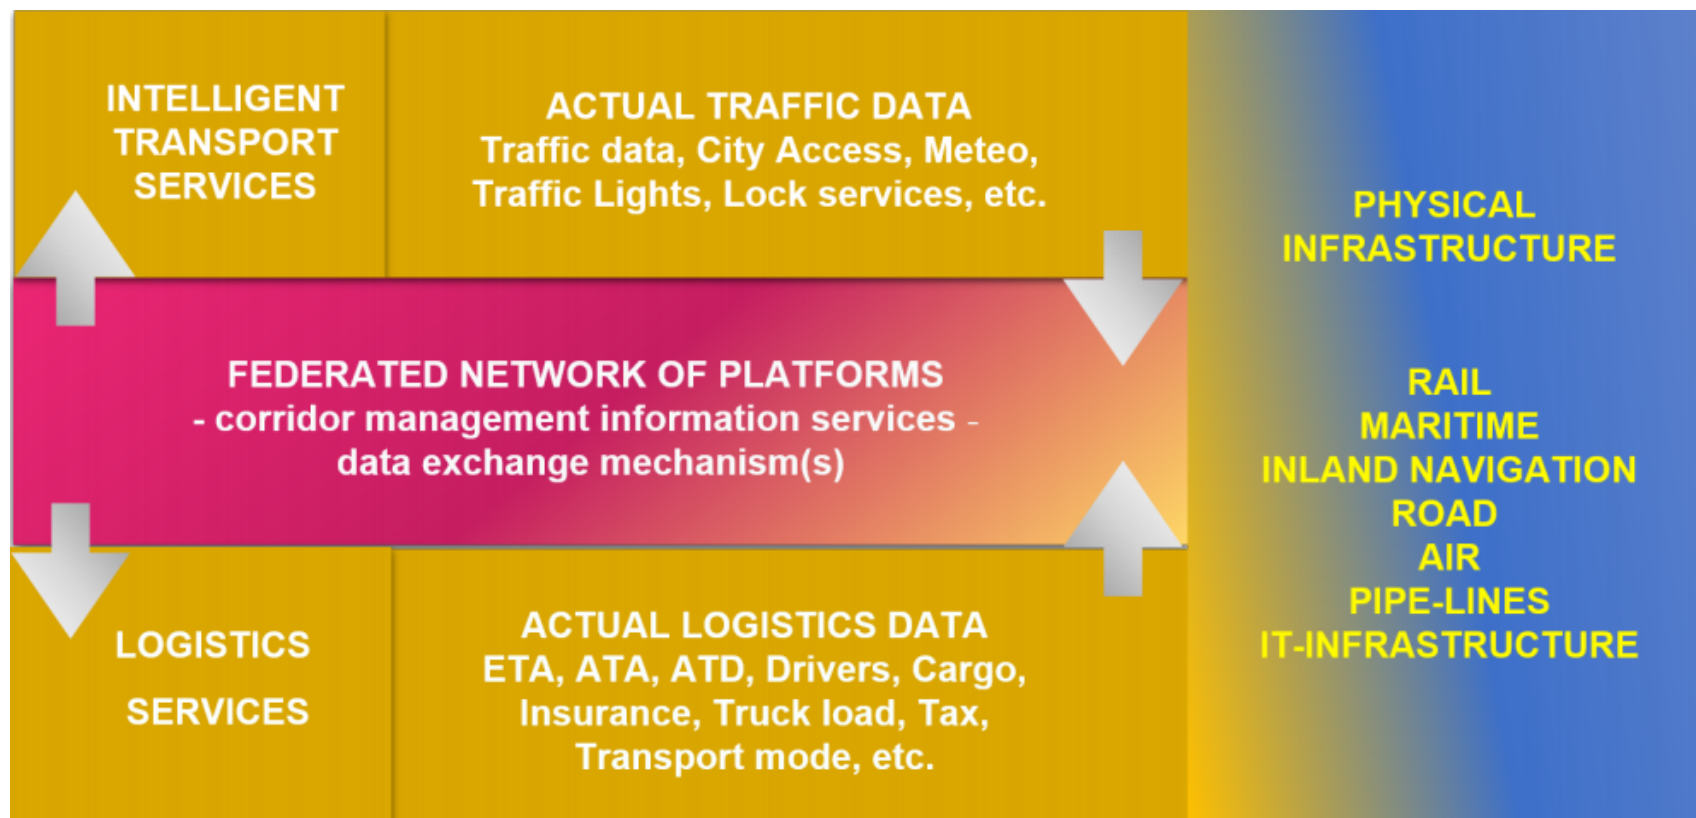 INTELLIGENT
TRANSPORT
SERVICES
ACTUAL TRAFFIC DATA
Traffic data, City Access, Meteo,
Traffic Lights, Lock services, etc.
FEDERATED NETWORK OF PLATFORMS
- corridor management information services -
data exchange mechanism(s)
LOGISTICS
SERVICES
ACTUAL LOGISTICS DATA
ETA, ATA, ATD, Drivers, Cargo,
Insurance, Truck load, Tax,
Transport mode, etc.
PHYSICAL
INFRASTRUCTURE
RAIL
MARITIME
INLAND NAVIGATION
ROAD
AIR
PIPE-LINES
IT-INFRASTRUCTURE